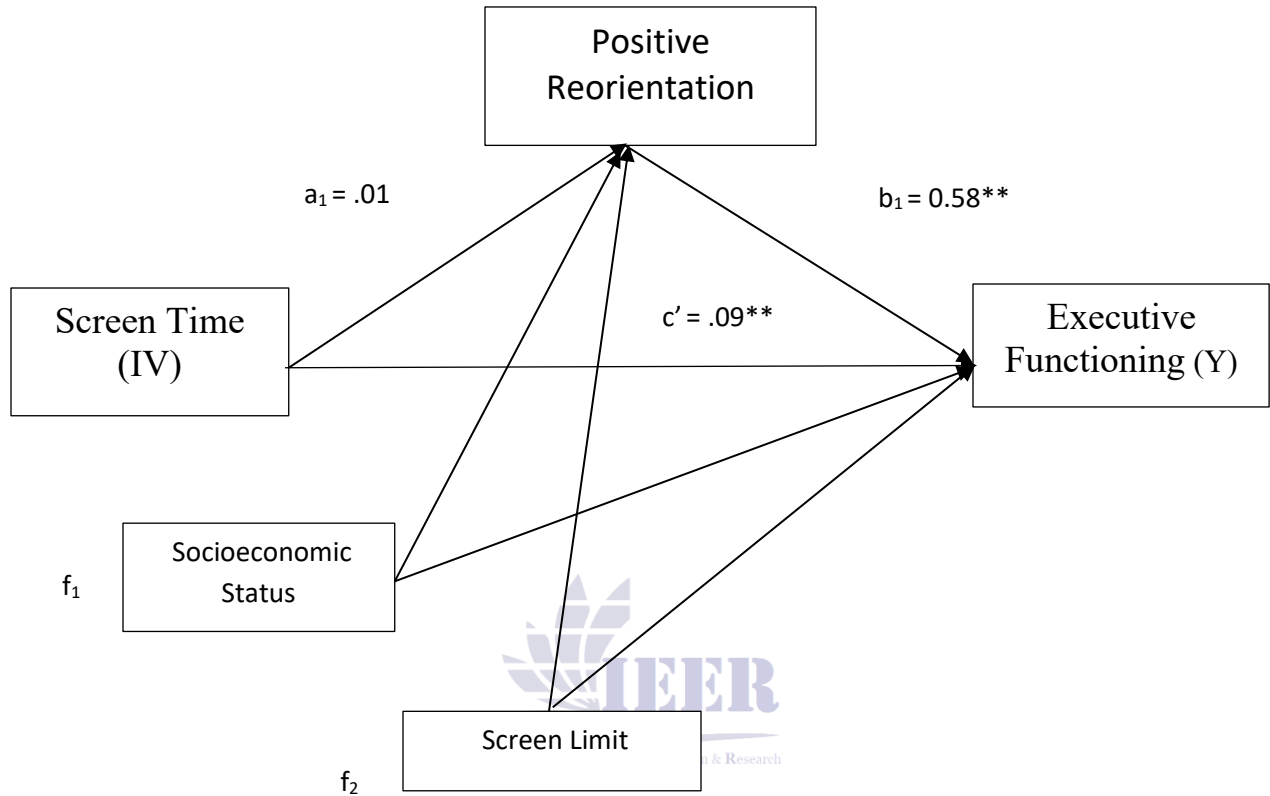 Positive
Reorientation
a₁ = .01
b₁ = 0.58**
Screen Time
(IV)
c’ = .09**
Executive
Functioning (Y)
Socioeconomic
Status
f₁
IEER
Screen Limit
n & Research
f₂